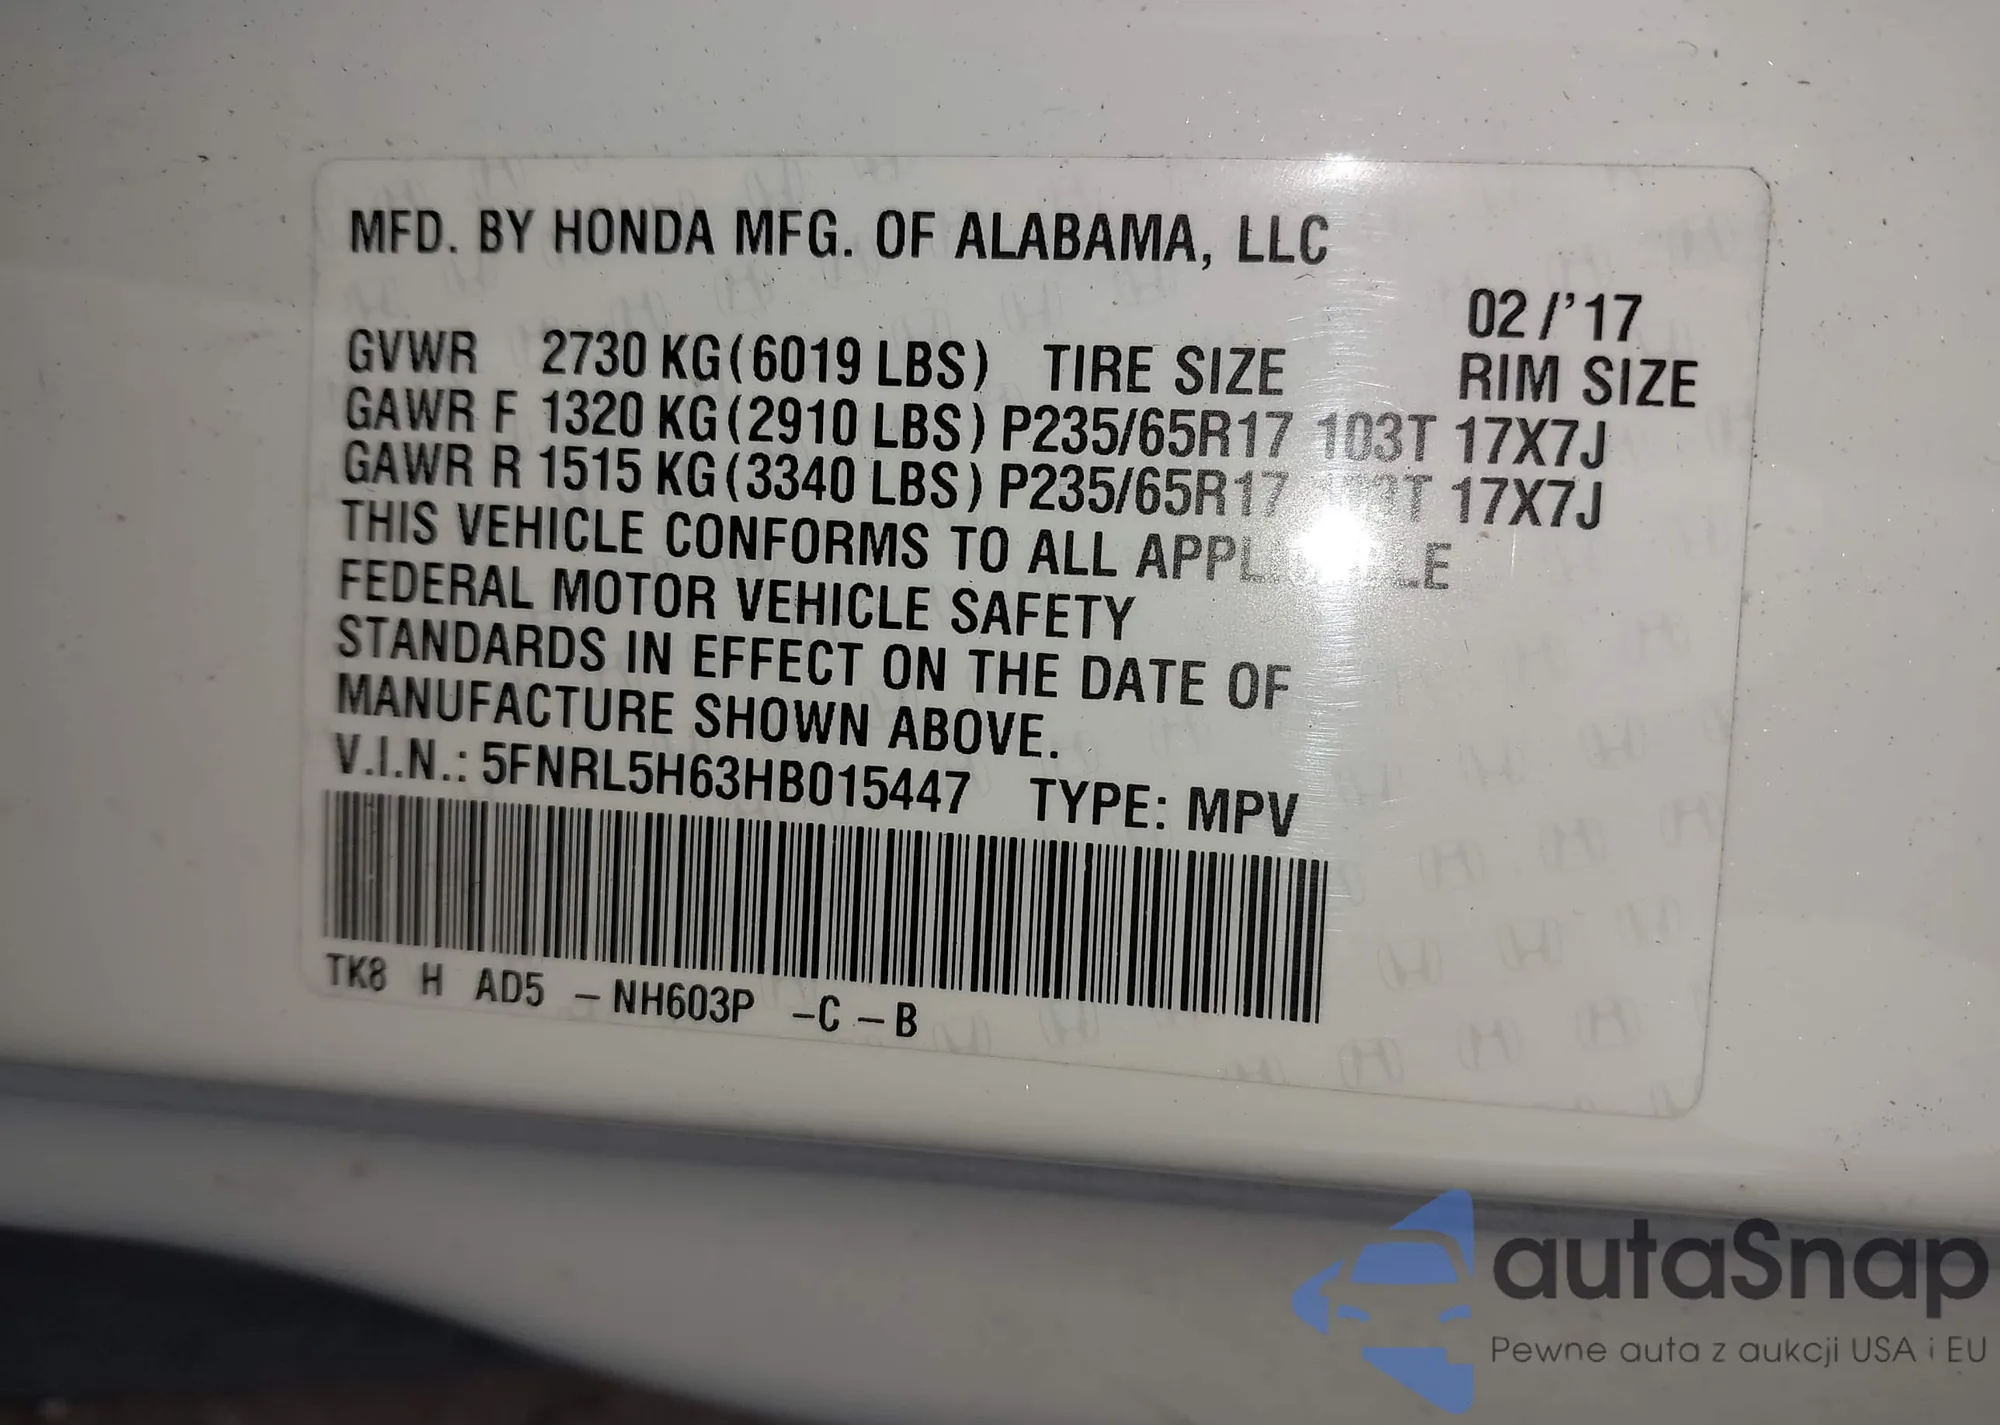 MFD. BY HONDA MFG. OF ALABAMA, LLC
02/'17
GVWR 2730 KG(6019 LBS) TIRE SIZE RIM SIZE
GAWR F 1320 KG(2910 LBS) P235/65R17 103T 17X7J
GAWR R 1515 KG(3340 LBS) P235/65R17 17X7J
THIS VEHICLE CONFORMS TO ALL
FEDERAL MOTOR VEHICLE SAFETY
STANDARDS IN EFFECT ON THE DATE OF
MANUFACTURE SHOWN ABOVE.
V.I.N.: 5FNRL5H63HB015447 TYPE: MPV
TK8 H AD5 -NH603P -C -B
autaSnap
Pewne auta z aukcji USA i EU